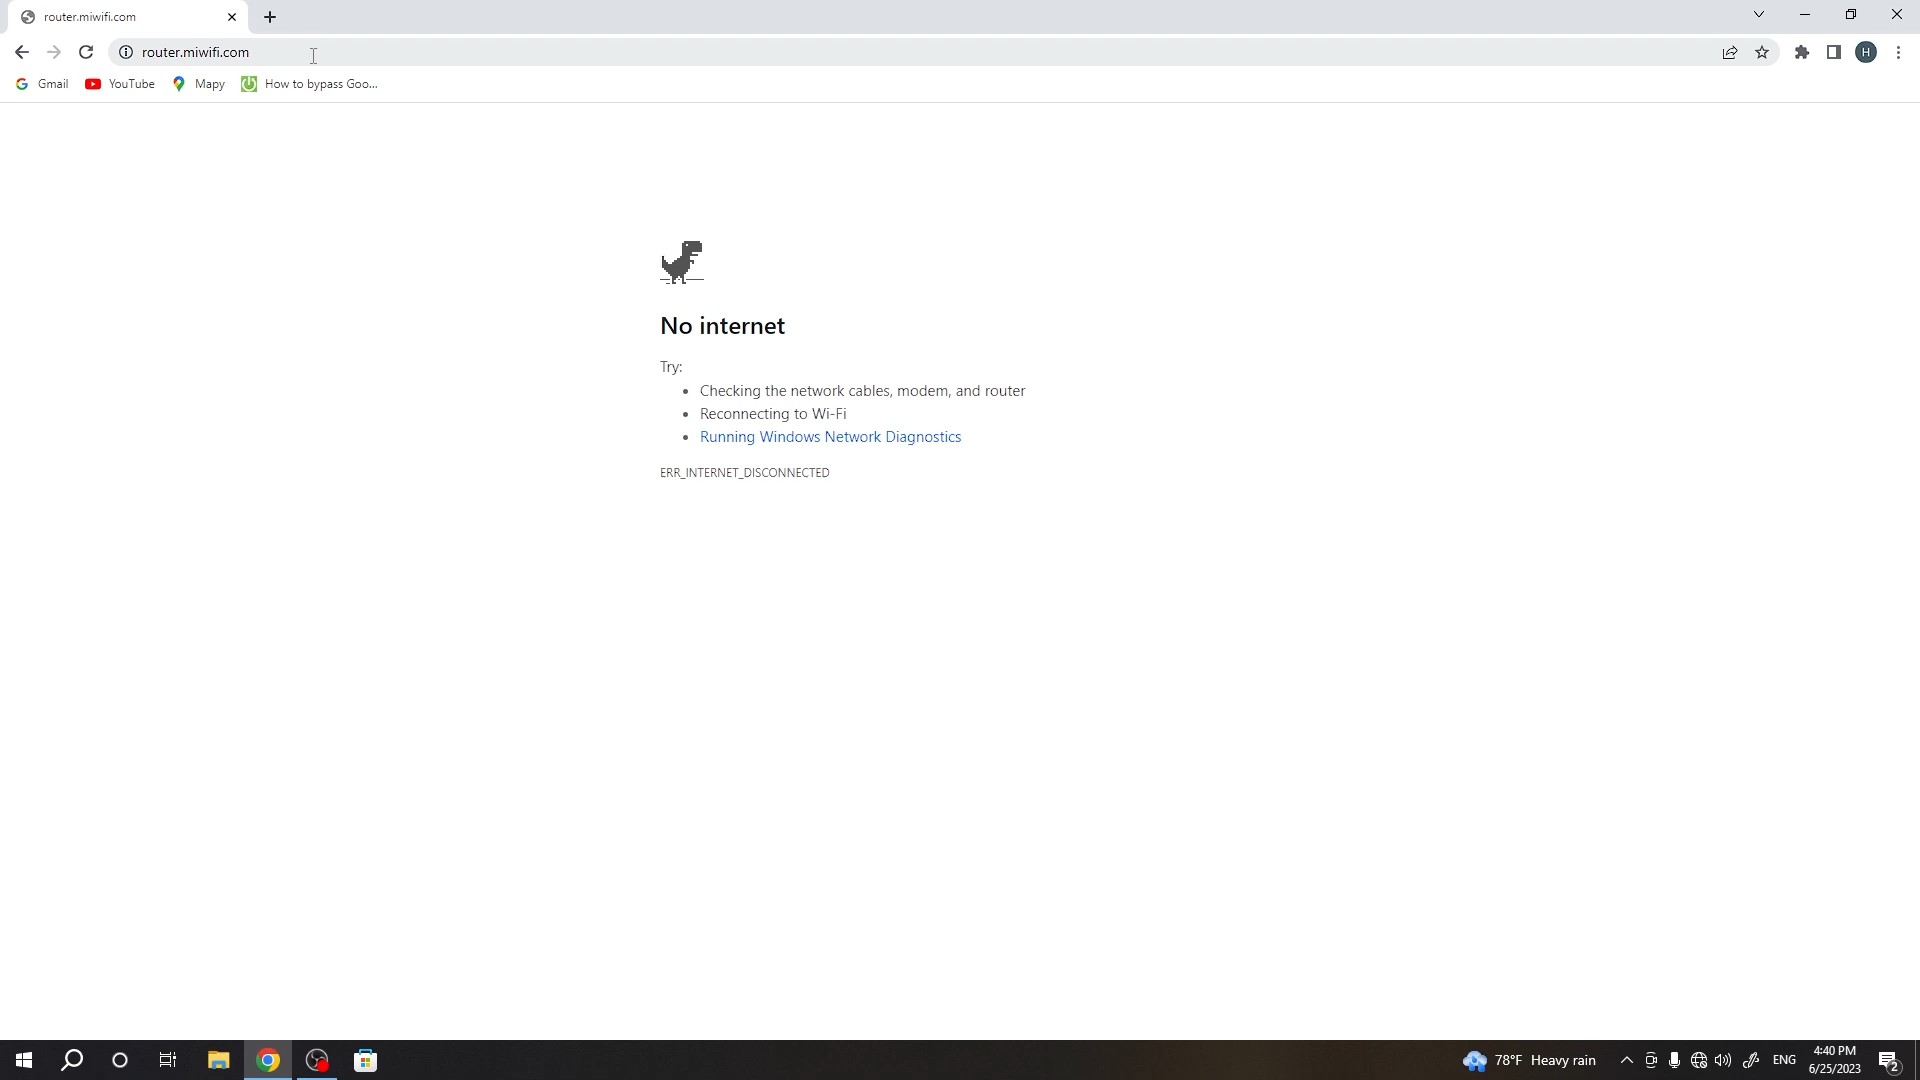 router.miwifi.com
router.miwifi.com
Gmail YouTube Mapy How to bypass Goo...
No internet
Try:
Checking the network cables, modem, and router
Reconnecting to Wi-Fi
Running Windows Network Diagnostics
ERR_INTERNET_DISCONNECTED
H
78°F Heavy rain ENG 4:40 PM
6/25/2023 2